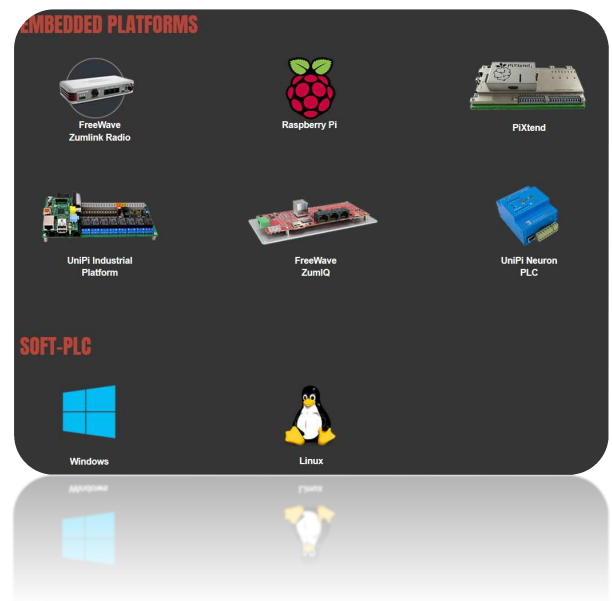 EMBEDDED PLATFORMS
FreeWave
Zumlink Radio
Raspberry Pi
PiXtend
UniPi Industrial
Platform
FreeWave
ZumIQ
UniPi Neuron
PLC
SOFT-PLC
Windows
Linux